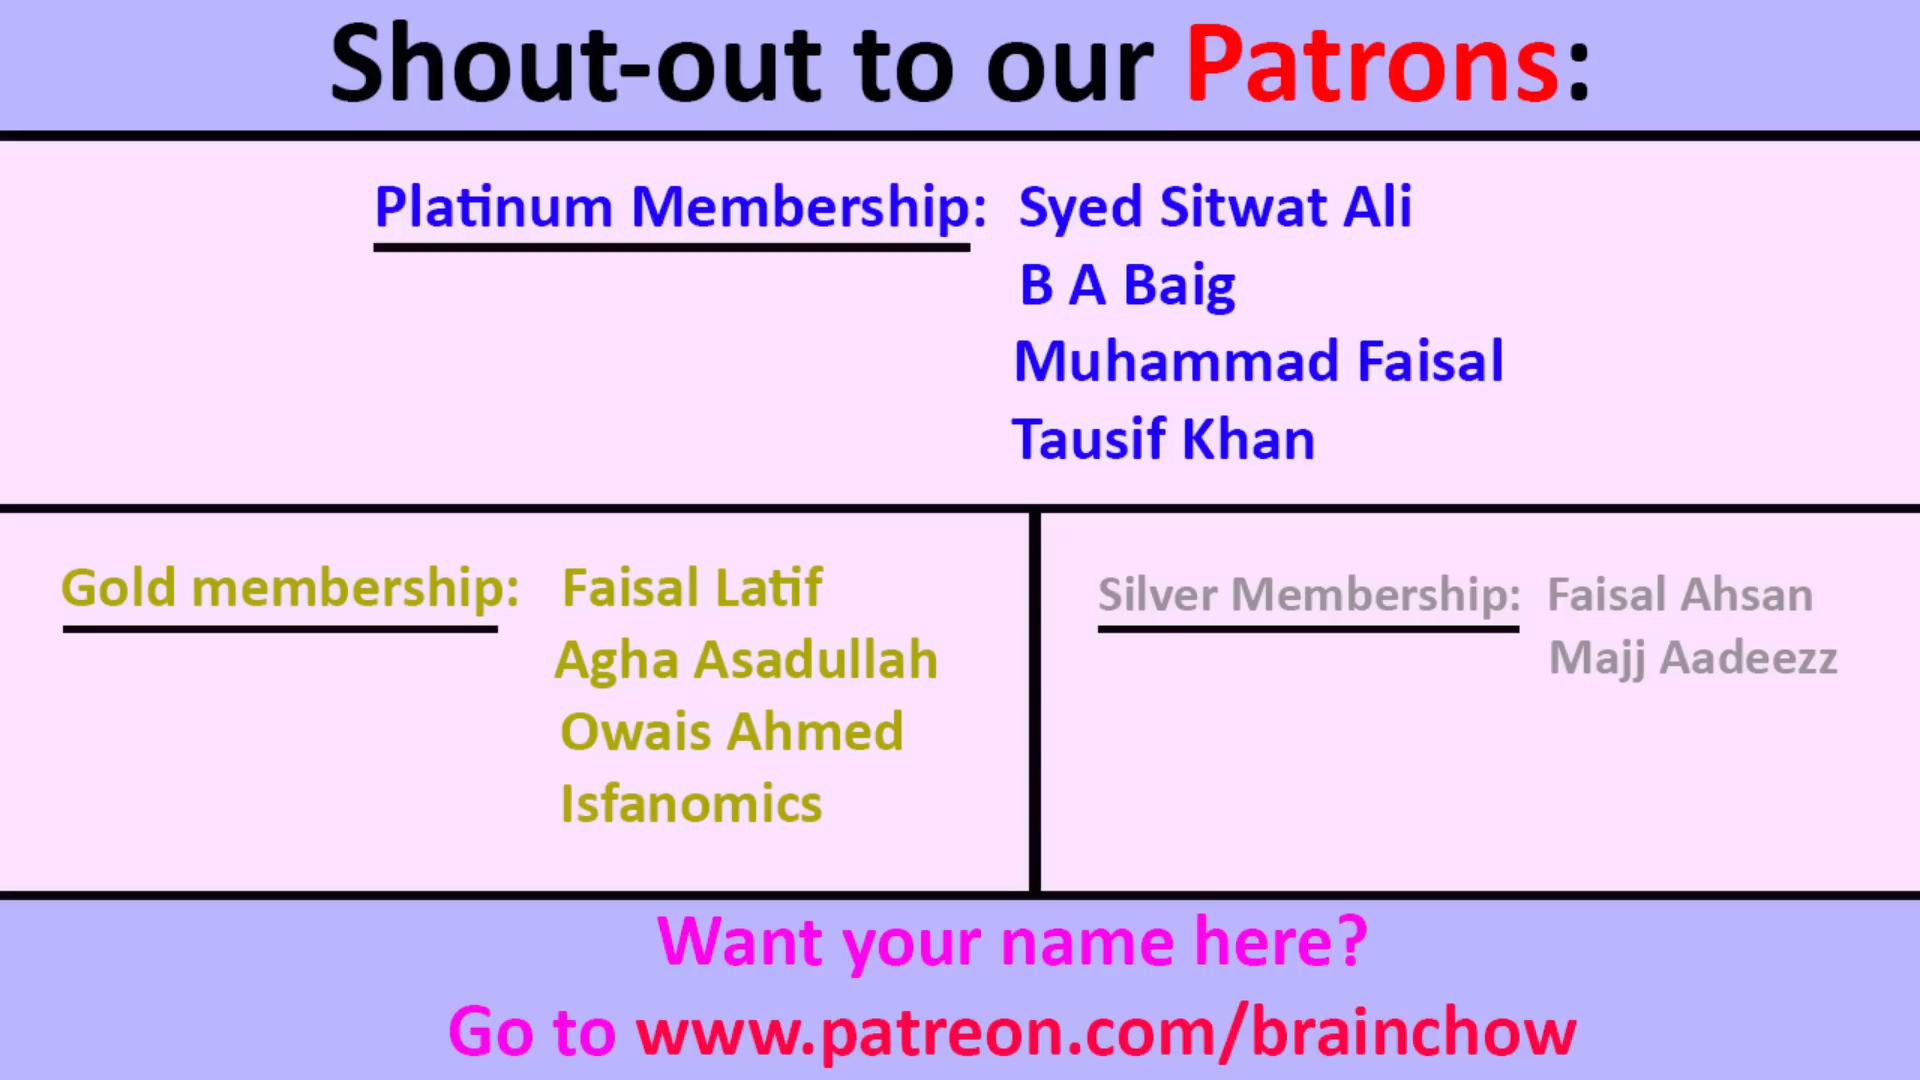 Shout-out to our Patrons:
Platinum Membership: Syed Sitwat Ali
B A Baig
Muhammad Faisal
Tausif Khan
Gold membership: Faisal Latif
Agha Asadullah
Owais Ahmed
Isfanomics
Silver Membership: Faisal Ahsan
Majj Aadeezz
Want your name here?
Go to www.patreon.com/brainchow